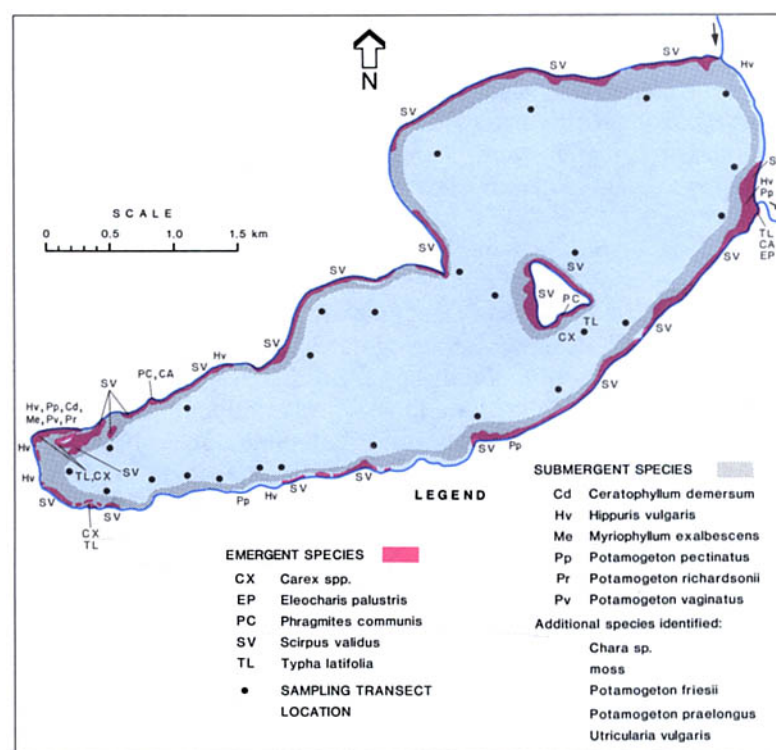 SV
SV
Hv
N
SV
S
Hv
Pp
SCALE
0 0.5 1.0 1.5 km
TL
CA
EP
SV
SV
SV
SV
SV
PC
TL
CX
SV
Hv
SV
SV
PC, CA
SV
SV
Hv, Pp, Cd,
Me, Pv, Pr
Hv
SV
TL, CX
SV
Pp
Hv
SV
SV
Pp
Hv
SV
SV
SV
CX
TL
LEGEND
EMERGENT SPECIES
CX Carex spp.
EP Eleocharis palustris
PC Phragmites communis
SV Scirpus validus
TL Typha latifolia
• SAMPLING TRANSECT
LOCATION
SUBMERGENT SPECIES
Cd Ceratophyllum demersum
Hv Hippuris vulgaris
Me Myriophyllum exalbescens
Pp Potamogeton pectinatus
Pr Potamogeton richardsonii
Pv Potamogeton vaginatus
Additional species identified:
Chara sp.
moss
Potamogeton friesii
Potamogeton praelongus
Utricularia vulgaris